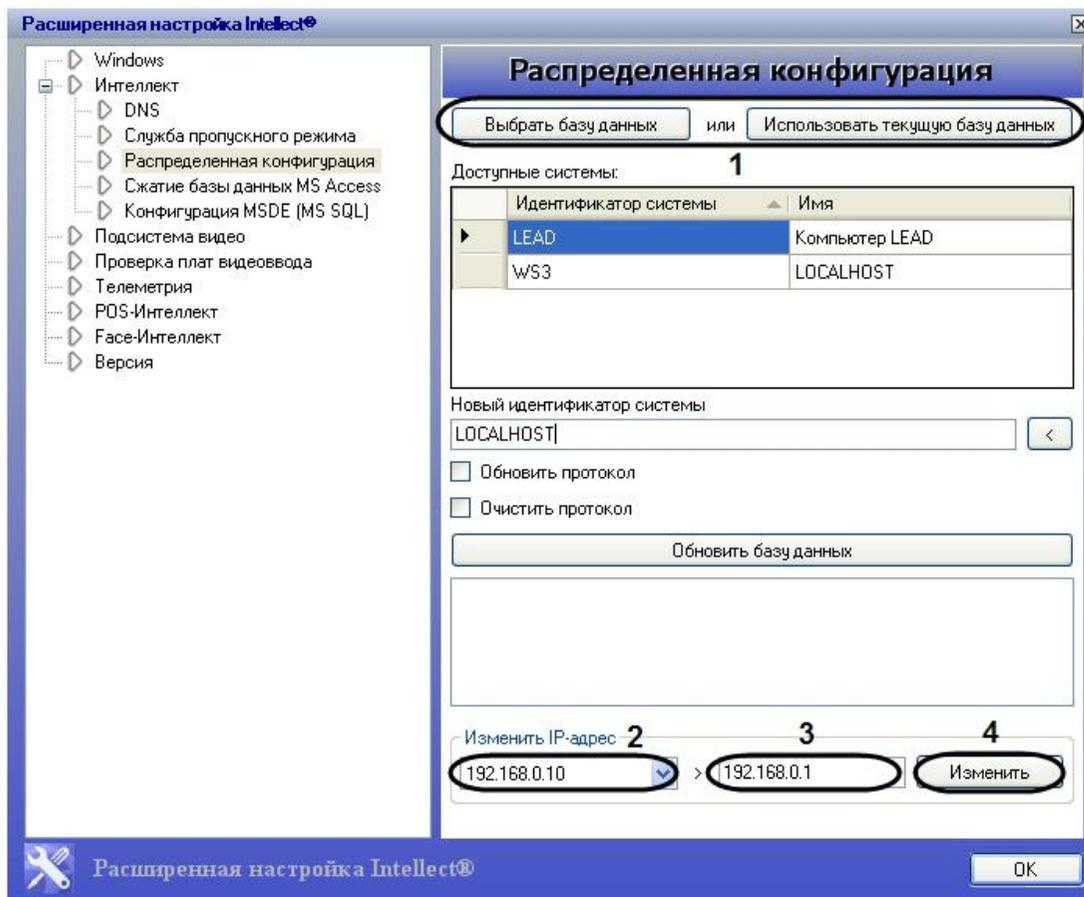 Расширенная настройка Intellect®
Windows
Интеллект
DNS
Служба пропускного режима
Распределенная конфигурация
Сжатие базы данных MS Access
Конфигурация MSDE (MS SQL)
Подсистема видео
Проверка плат видеоввода
Телеметрия
POS-Интеллект
Face-Интеллект
Версия
Распределенная конфигурация
Выбрать базу данных или Использовать текущую базу данных
1
Доступные системы:
Идентификатор системы Имя
LEAD Компьютер LEAD
WS3 LOCALHOST
Новый идентификатор системы
LOCALHOST <
Обновить протокол
Очистить протокол
Обновить базу данных
Изменить IP-адрес 2 3 4
192.168.0.10 > 192.168.0.1 Изменить
Расширенная настройка Intellect® OK